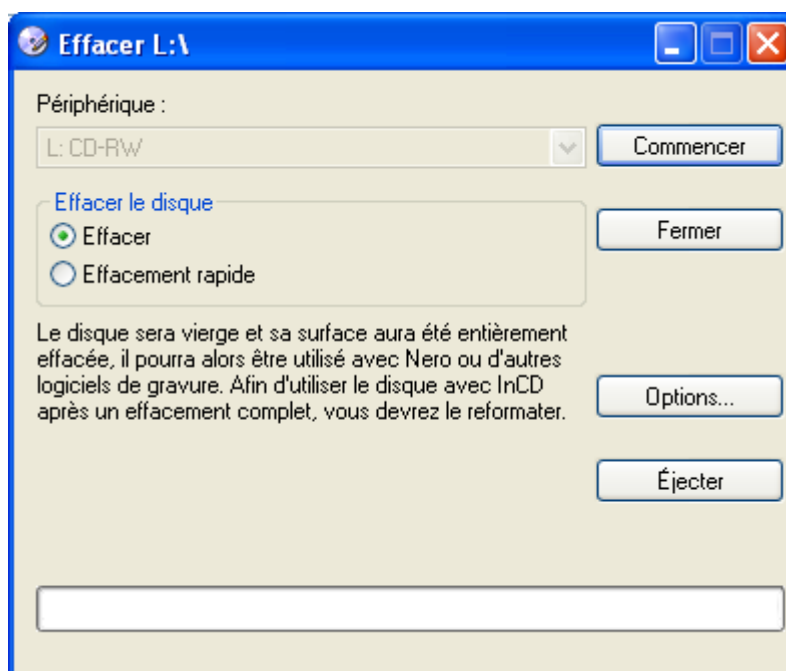 Effacer L:\
Périphérique :
L: CD-RW
Commencer
Effacer le disque
Effacer
Effacement rapide
Fermer
Le disque sera vierge et sa surface aura été entièrement
effacée, il pourra alors être utilisé avec Nero ou d'autres
logiciels de gravure. Afin d'utiliser le disque avec InCD
après un effacement complet, vous devrez le reformater.
Options...
Éjecter